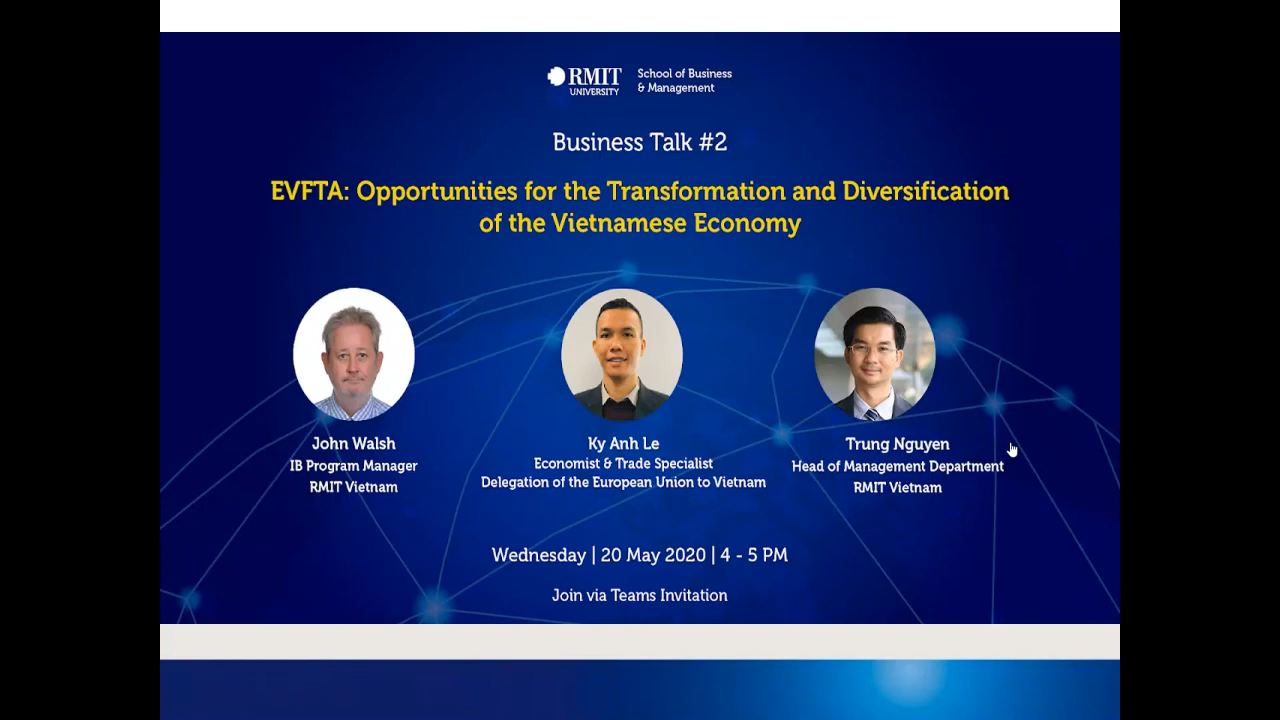 RMIT
UNIVERSITY
School of Business
& Management
Business Talk #2
EVFTA: Opportunities for the Transformation and Diversification
of the Vietnamese Economy
John Walsh
IB Program Manager
RMIT Vietnam
Ky Anh Le
Economist & Trade Specialist
Delegation of the European Union to Vietnam
Trung Nguyen
Head of Management Department
RMIT Vietnam
Wednesday | 20 May 2020 | 4 - 5 PM
Join via Teams Invitation